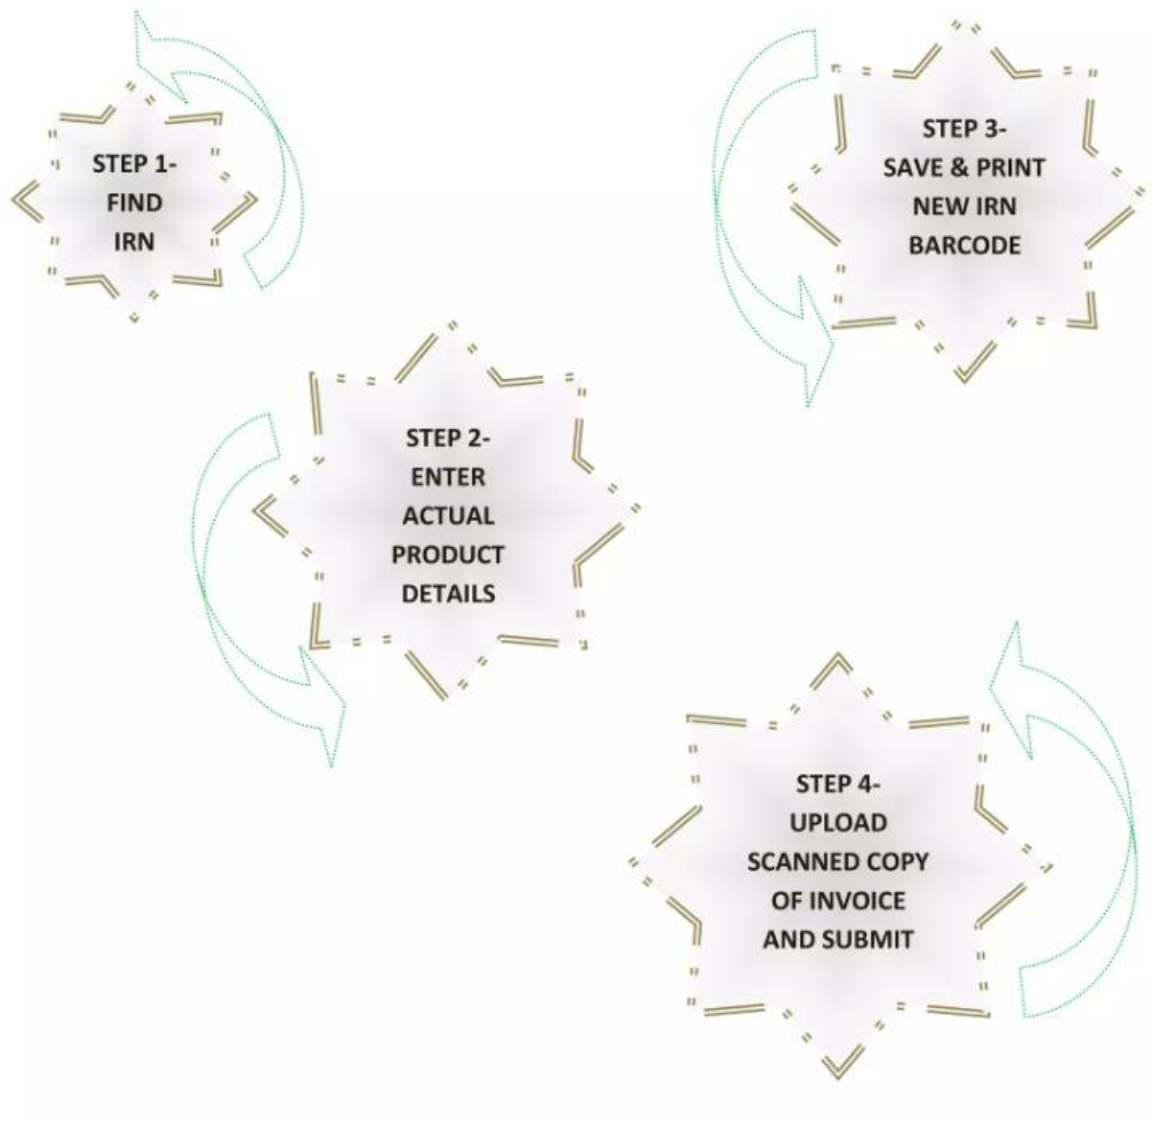 STEP 1-
FIND
IRN
STEP 2-
ENTER
ACTUAL
PRODUCT
DETAILS
STEP 3-
SAVE & PRINT
NEW IRN
BARCODE
STEP 4-
UPLOAD
SCANNED COPY
OF INVOICE
AND SUBMIT